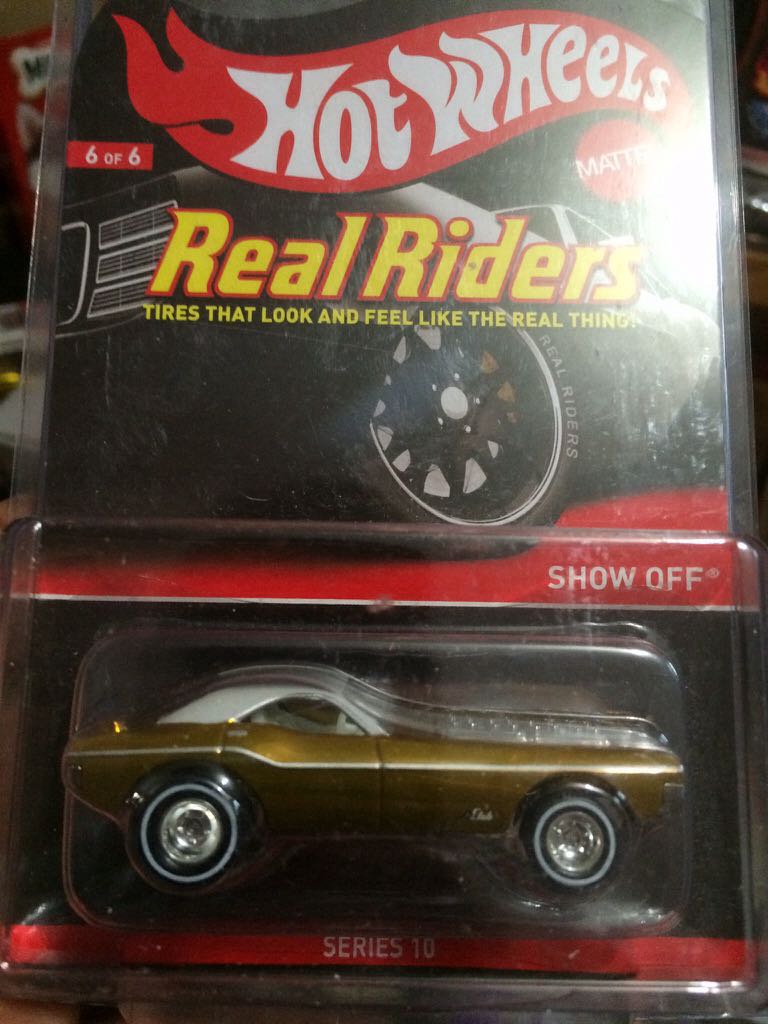 Hot Wheels
6 OF 6
MATTE
Real Riders
TIRES THAT LOOK AND FEEL LIKE THE REAL THING!
REAL RIDERS
SHOW OFF®
SERIES 10